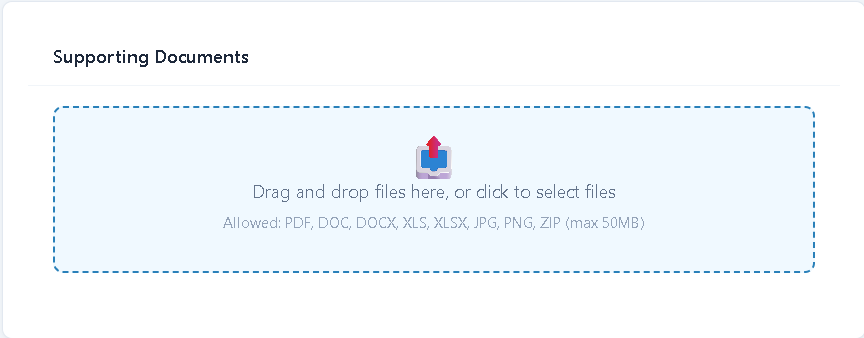 Supporting Documents
Drag and drop files here, or click to select files
Allowed: PDF, DOC, DOCX, XLS, XLSX, JPG, PNG, ZIP (max 50MB)